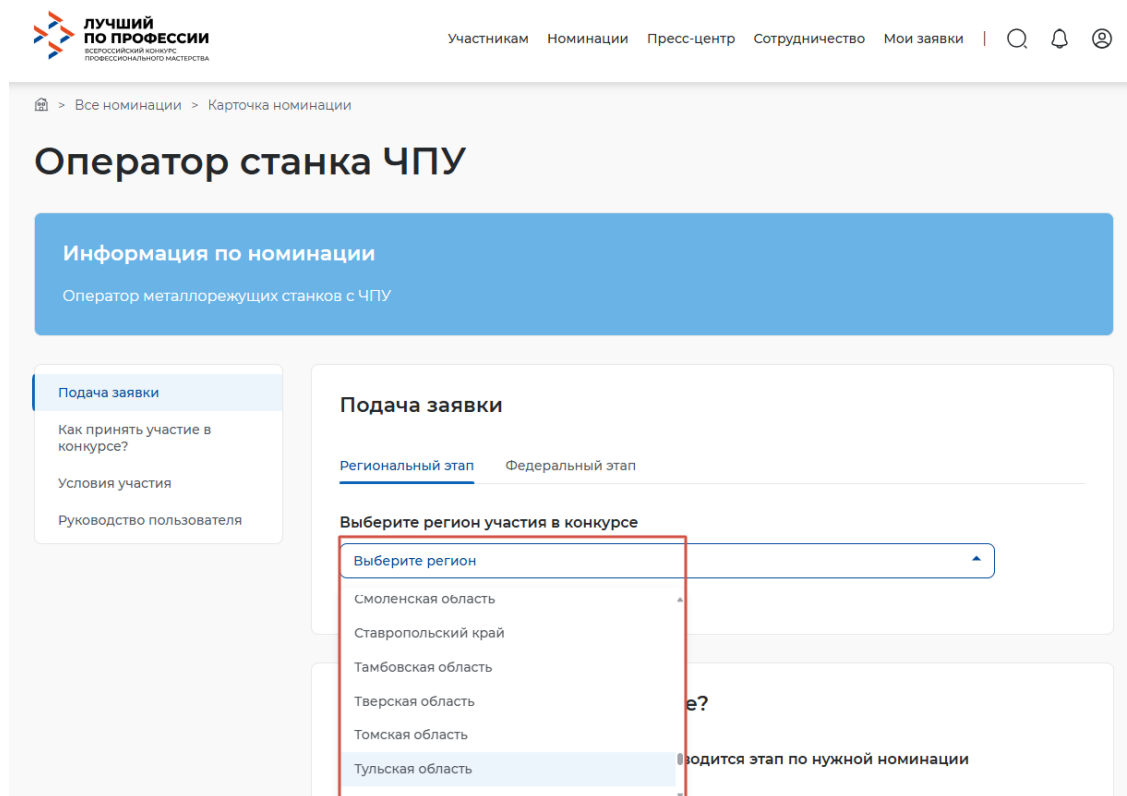 ЛУЧШИЙ
ПО ПРОФЕССИИ
ВСЕРОССИЙСКИЙ КОНКУРС
ПРОФЕССИОНАЛЬНОГО МАСТЕРСТВА
Участникам Номинации Пресс-центр Сотрудничество Мои заявки |
> Все номинации > Карточка номинации
Оператор станка ЧПУ
Информация по номинации
Оператор металлорежущих станков с ЧПУ
Подача заявки
Как принять участие в
конкурсе?
Условия участия
Руководство пользователя
Подача заявки
Региональный этап Федеральный этап
Выберите регион участия в конкурсе
Выберите регион
Смоленская область
Ставропольский край
Тамбовская область
Тверская область
е?
Томская область
Тульская область
водится этап по нужной номинации